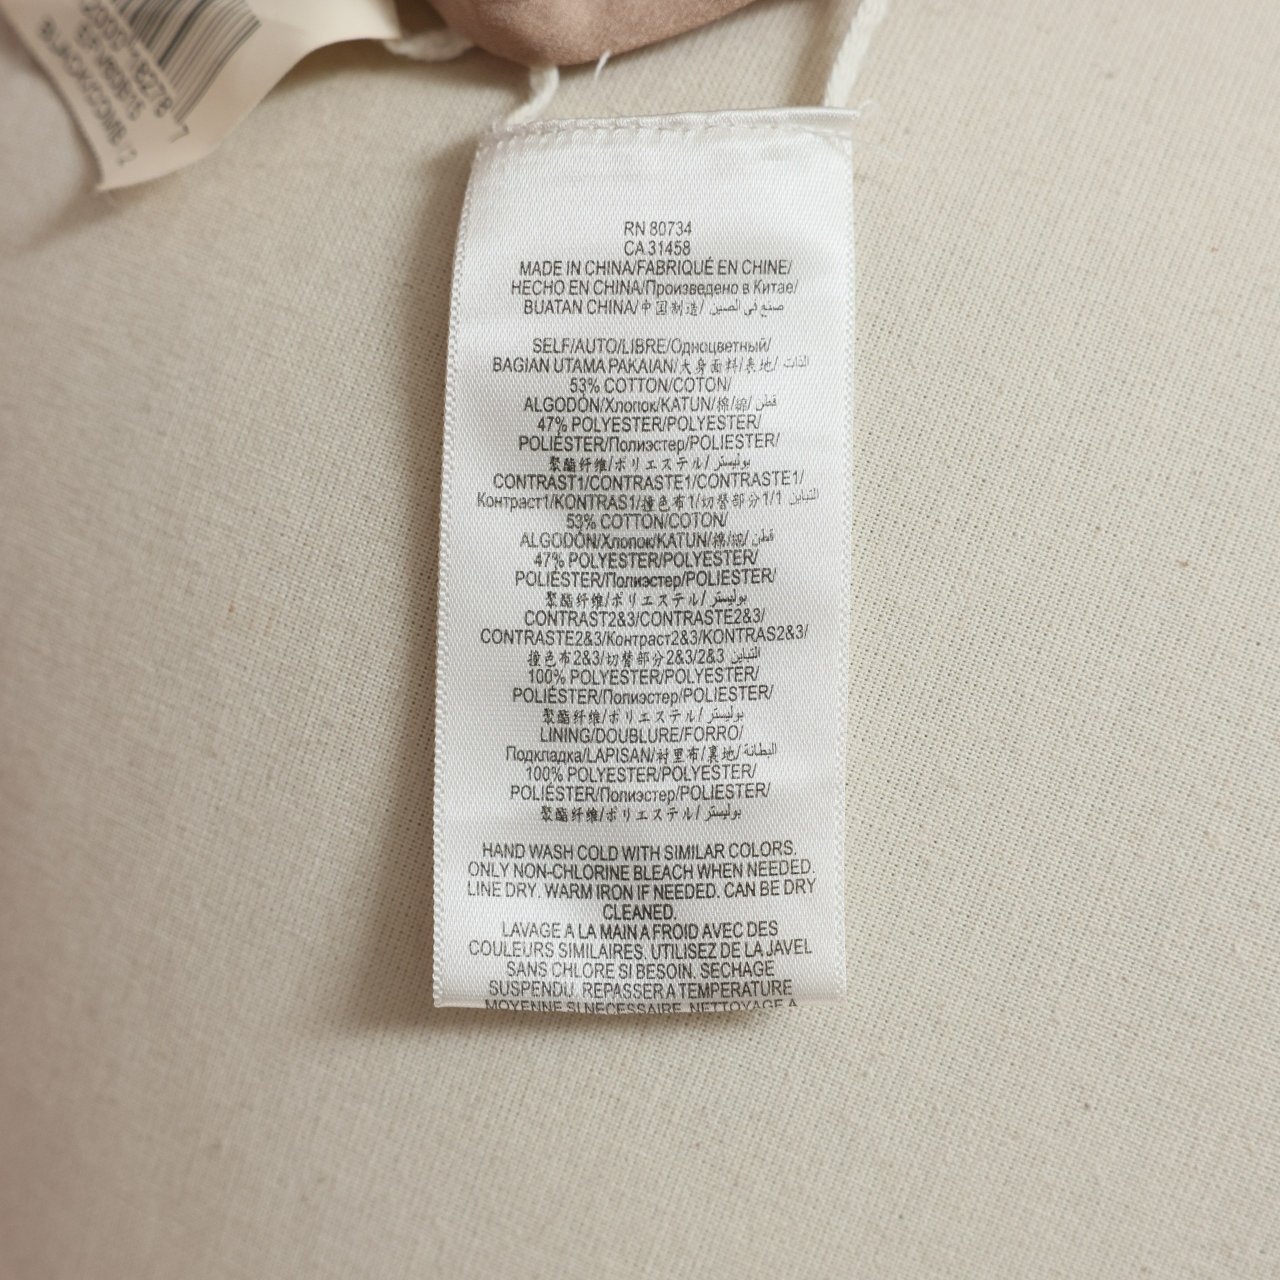 RN 80734
CA 31458
MADE IN CHINA/FABRIQUÉ EN CHINE/
HECHO EN CHINA/Произведено в Китае/
BUATAN CHINA/中国制造/ صنع في الصين
SELF/AUTO/LIBRE/Одноцветный/
BAGIAN UTAMA PAKAIAN/大身面料/表地/ الذات
53% COTTON/COTON/
ALGODÓN/Хлопок/KATUN/棉/綿/ قطن
47% POLYESTER/POLYESTER/
POLIÉSTER/Полиэстер/POLIESTER/
聚酯纤维/ポリエステル/ بوليستر
CONTRAST1/CONTRASTE1/CONTRASTE1/
Контраст1/KONTRAS1/撞色布1/切替部分1/1 التباين
53% COTTON/COTON/
ALGODÓN/Хлопок/KATUN/棉/綿/ قطن
47% POLYESTER/POLYESTER/
POLIÉSTER/Полиэстер/POLIESTER/
聚酯纤维/ポリエステル/ بوليستر
CONTRAST2&3/CONTRASTE2&3/
CONTRASTE2&3/Контраст2&3/KONTRAS2&3/
撞色布2&3/切替部分2&3/2&3 التباين
100% POLYESTER/POLYESTER/
POLIÉSTER/Полиэстер/POLIESTER/
聚酯纤维/ポリエステル/ بوليستر
LINING/DOUBLURE/FORRO/
Подкладка/LAPISAN/衬里布/裏地/ البطانة
100% POLYESTER/POLYESTER/
POLIÉSTER/Полиэстер/POLIESTER/
聚酯纤维/ポリエステル/ بوليستر
HAND WASH COLD WITH SIMILAR COLORS.
ONLY NON-CHLORINE BLEACH WHEN NEEDED.
LINE DRY. WARM IRON IF NEEDED. CAN BE DRY
CLEANED.
LAVAGE A LA MAIN A FROID AVEC DES
COULEURS SIMILAIRES. UTILISEZ DE LA JAVEL
SANS CHLORE SI BESOIN. SECHAGE
SUSPENDU. REPASSER A TEMPERATURE
MOYENNE SI NECESSAIRE. NETTOYAGE A